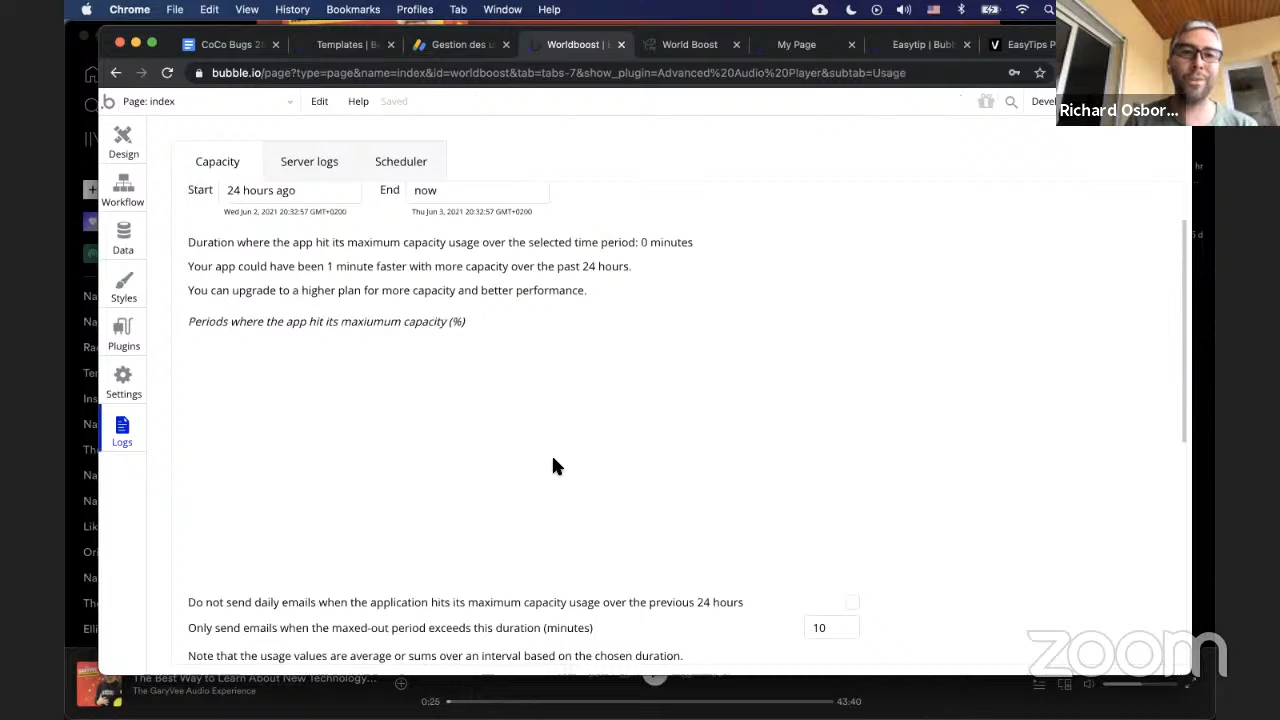 Chrome File Edit View History Bookmarks Profiles Tab Window Help
CoCo Bugs 2
Templates | B
Gestion des u
Worldboost |
World Boost
My Page
Easytip | Bub
EasyTips P
bubble.io/page?type=page&name=index&id=worldboost&tab=tabs-7&show_plugin=Advanced%20Audio%20Player&subtab=Usage
Page: index
Edit
Help
Saved
Richard Osbor...
Design
Workflow
Data
Styles
Plugins
Settings
Logs
Capacity
Server logs
Scheduler
Start
24 hours ago
End
now
Wed Jun 2, 2021 20:32:57 GMT+0200
Thu Jun 3, 2021 20:32:57 GMT+0200
Duration where the app hit its maximum capacity usage over the selected time period: 0 minutes
Your app could have been 1 minute faster with more capacity over the past 24 hours.
You can upgrade to a higher plan for more capacity and better performance.
Periods where the app hit its maxiumum capacity (%)
Do not send daily emails when the application hits its maximum capacity usage over the previous 24 hours
Only send emails when the maxed-out period exceeds this duration (minutes)
10
Note that the usage values are average or sums over an interval based on the chosen duration.
The Best Way to Learn About New Technology...
The GaryVee Audio Experience
0:25
43:40
zoom